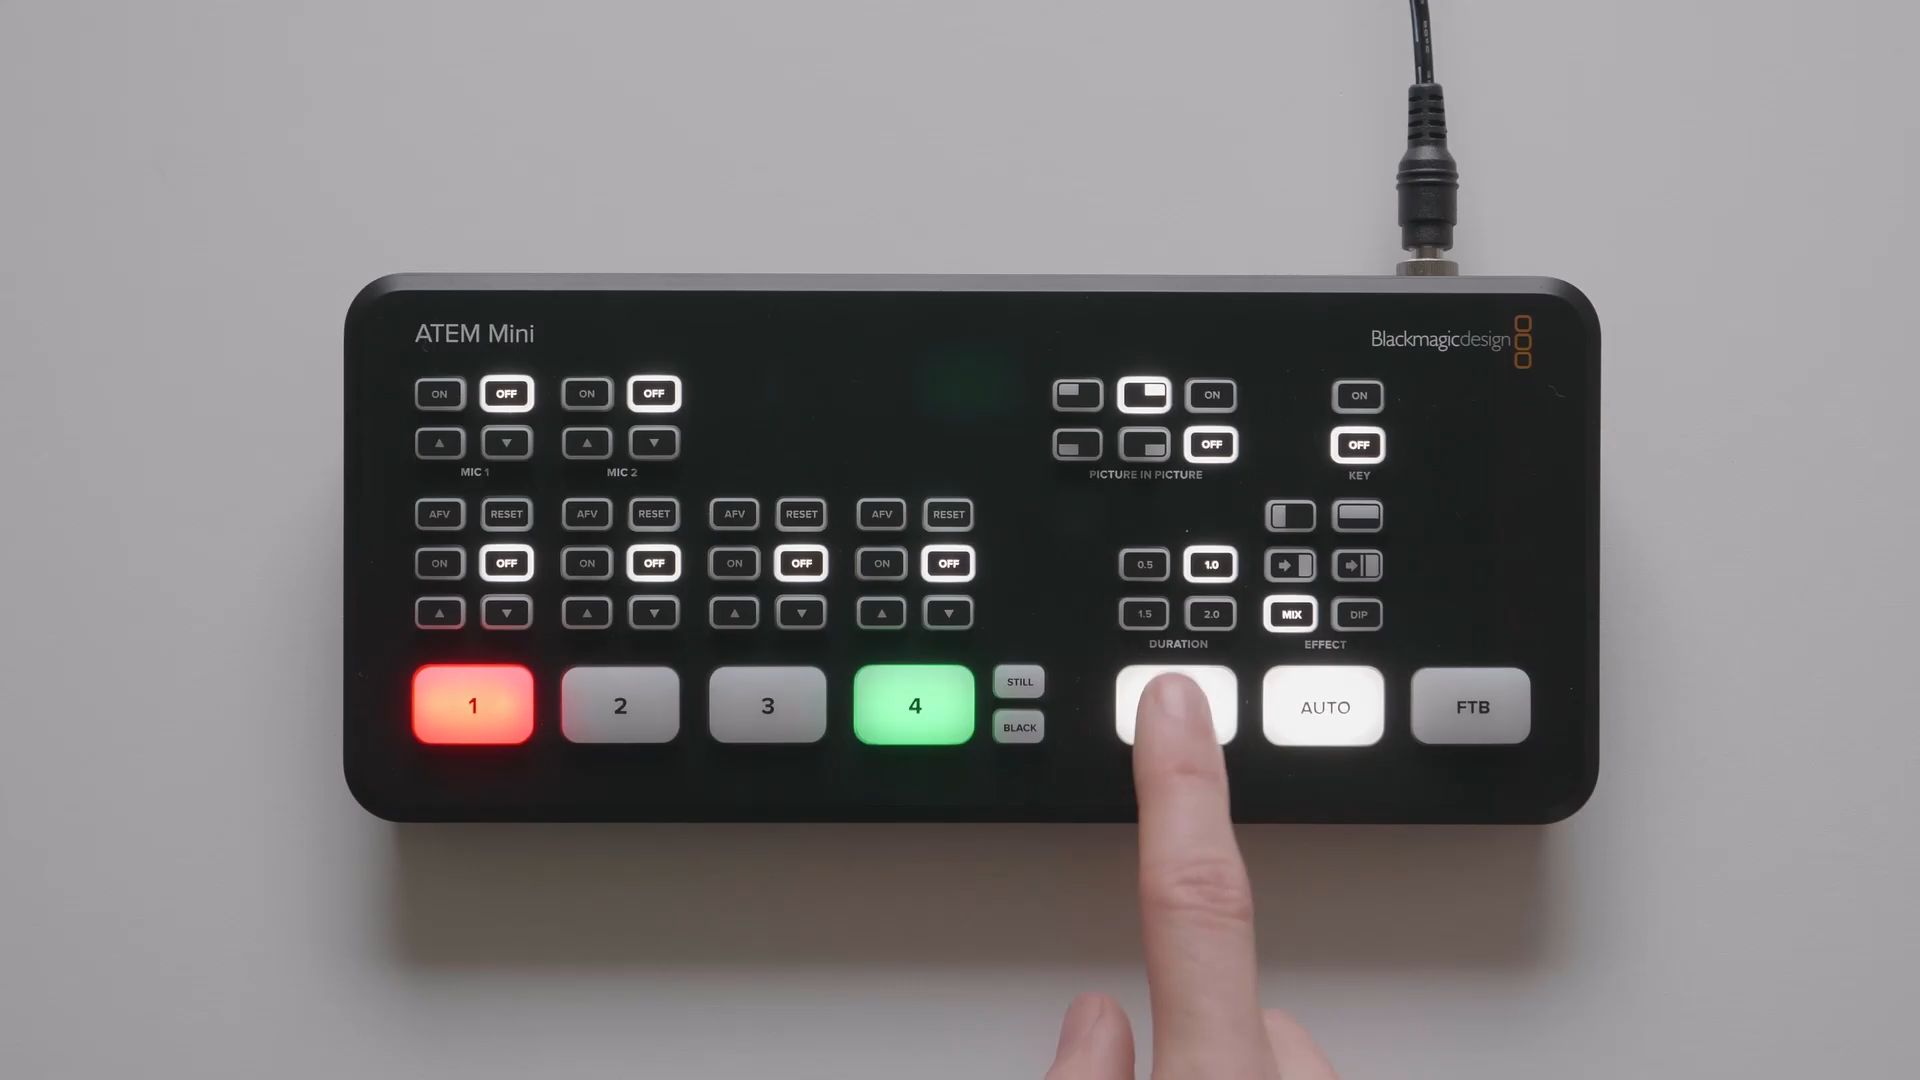 ATEM Mini
Blackmagicdesign
ON OFF ON OFF
ON ON
MIC 1 MIC 2
OFF OFF
PICTURE IN PICTURE KEY
AFV RESET AFV RESET AFV RESET AFV RESET
ON OFF ON OFF ON OFF ON OFF
0.5 1.0
1.5 2.0 MIX DIP
DURATION EFFECT
1 2 3 4
STILL
BLACK
AUTO FTB